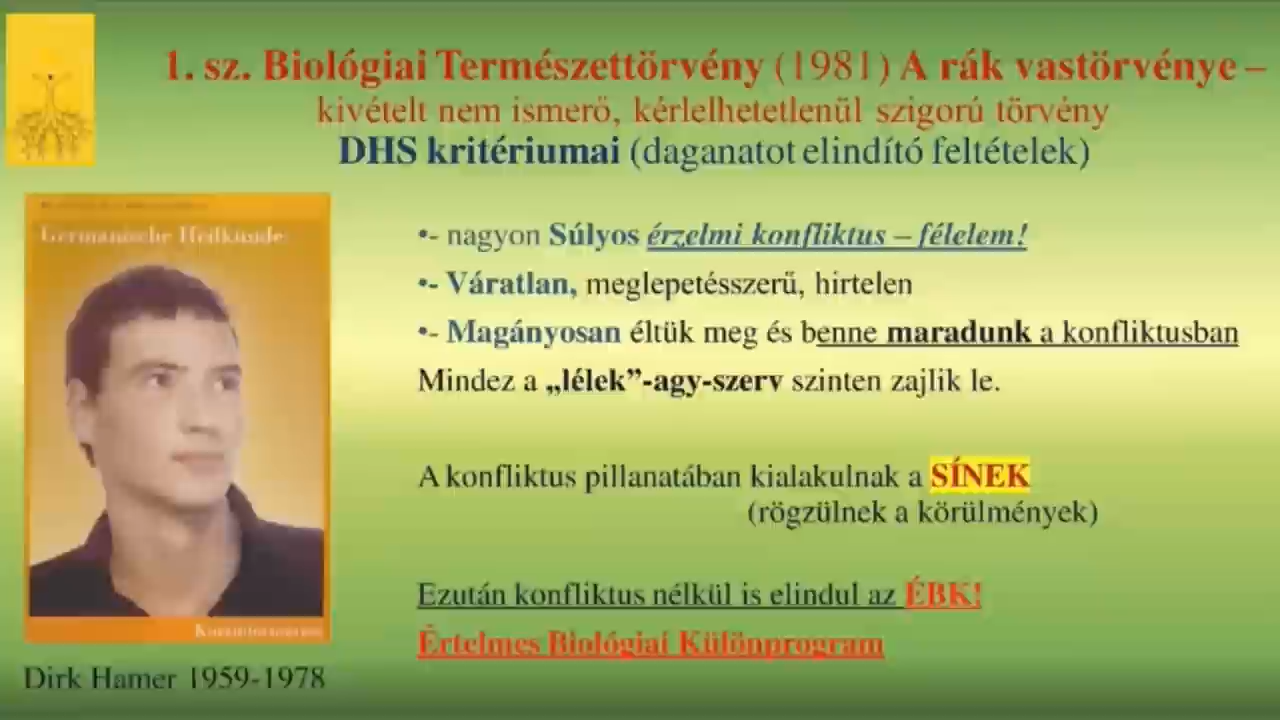 1. sz. Biológiai Természettörvény (1981) A rák vastörvénye –
kivételt nem ismerő, kérlelhetetlenül szigorú törvény
DHS kritériumai (daganatot elindító feltételek)
Germanische Heilkunde
•- nagyon Súlyos érzelmi konfliktus – félelem!
•- Váratlan, meglepetésszerű, hirtelen
•- Magányosan éltük meg és benne maradunk a konfliktusban
Mindez a „lélek”-agy-szerv szinten zajlik le.
A konfliktus pillanatában kialakulnak a SÍNEK
(rögzülnek a körülmények)
Ezután konfliktus nélkül is elindul az ÉBK!
Értelmes Biológiai Különprogram
Dirk Hamer 1959-1978